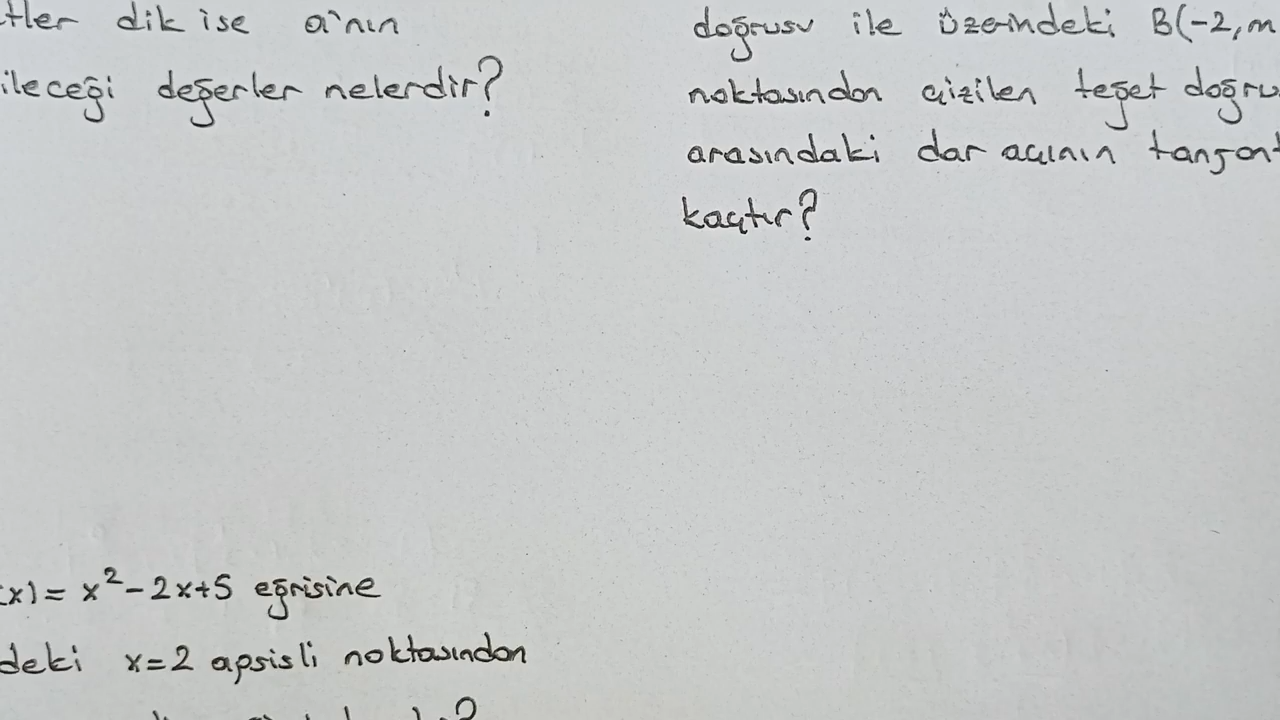 tler dik ise a'nın
ileceği değerler nelerdir?
doğrusu ile üzerindeki B(-2,m
noktasından çizilen teğet doğru
arasındaki dar açının tanjant
kaçtır?
(x) = x² - 2x+5 eğrisine
deki x=2 apsisli noktasından